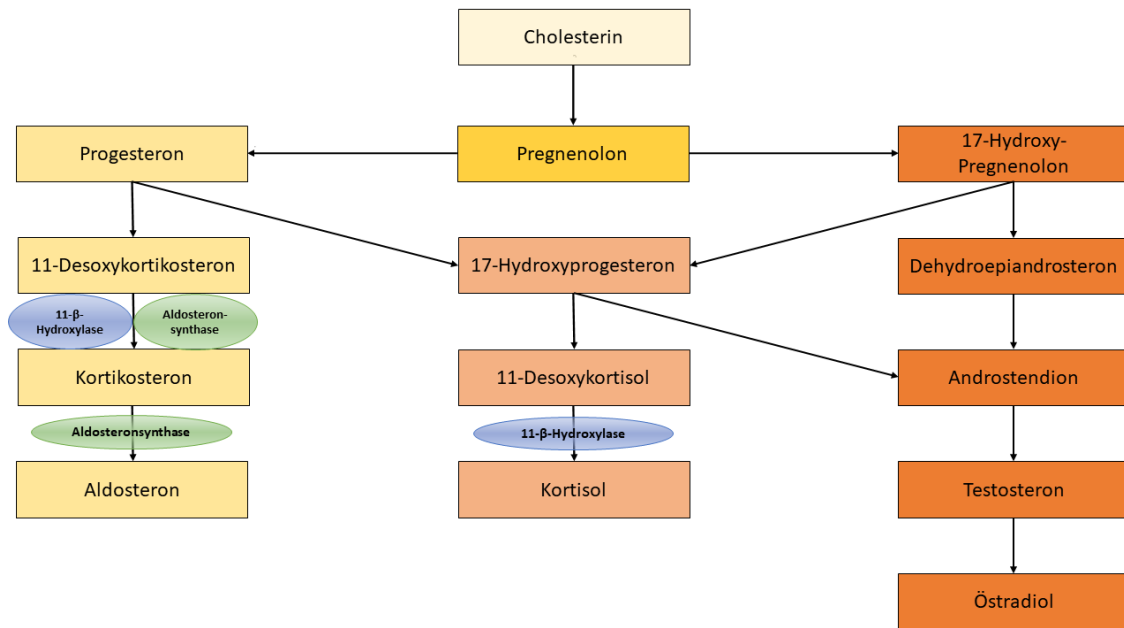 Cholesterin
Progesteron
Pregnenolon
17-Hydroxy-
Pregnenolon
11-Desoxykortikosteron
17-Hydroxyprogesteron
Dehydroepiandrosteron
11-β-
Hydroxylase
Aldosteron-
synthase
Kortikosteron
11-Desoxykortisol
Androstendion
Aldosteronsynthase
11-β-Hydroxylase
Aldosteron
Kortisol
Testosteron
Östradiol